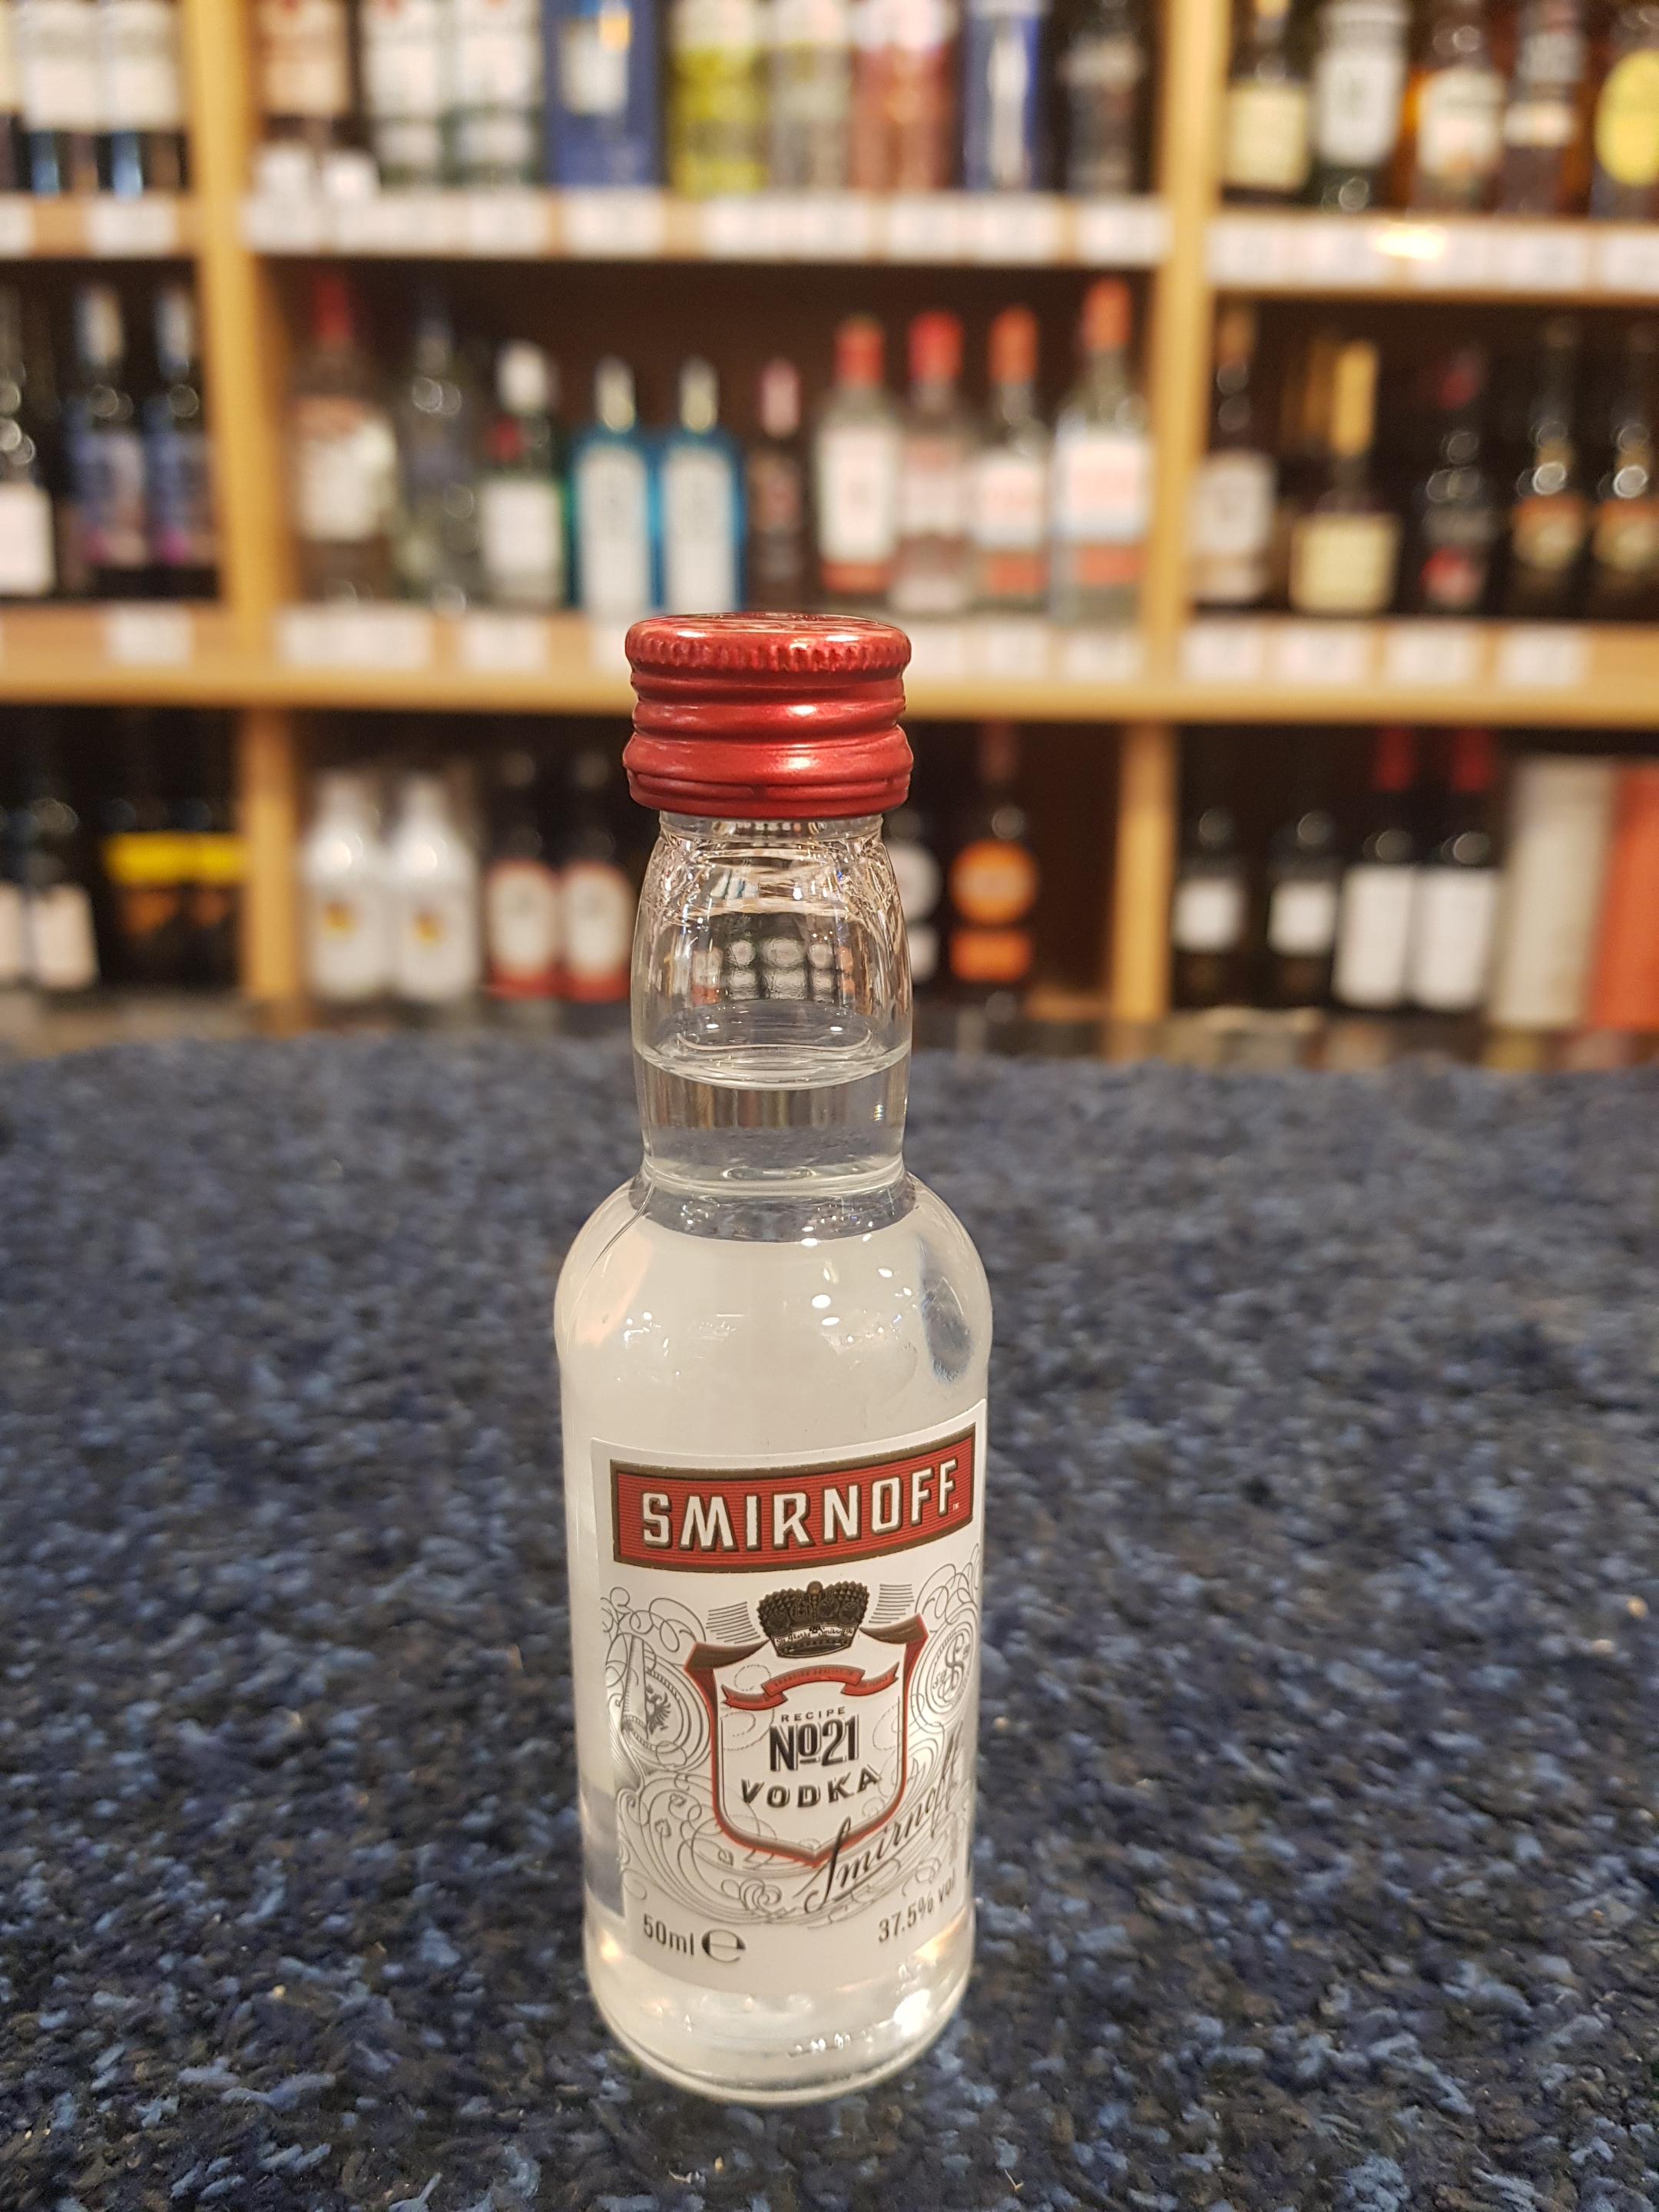 SMIRNOFF
RECIPE
No21
VODKA
Smirnoff
50ml e
37.5% vol